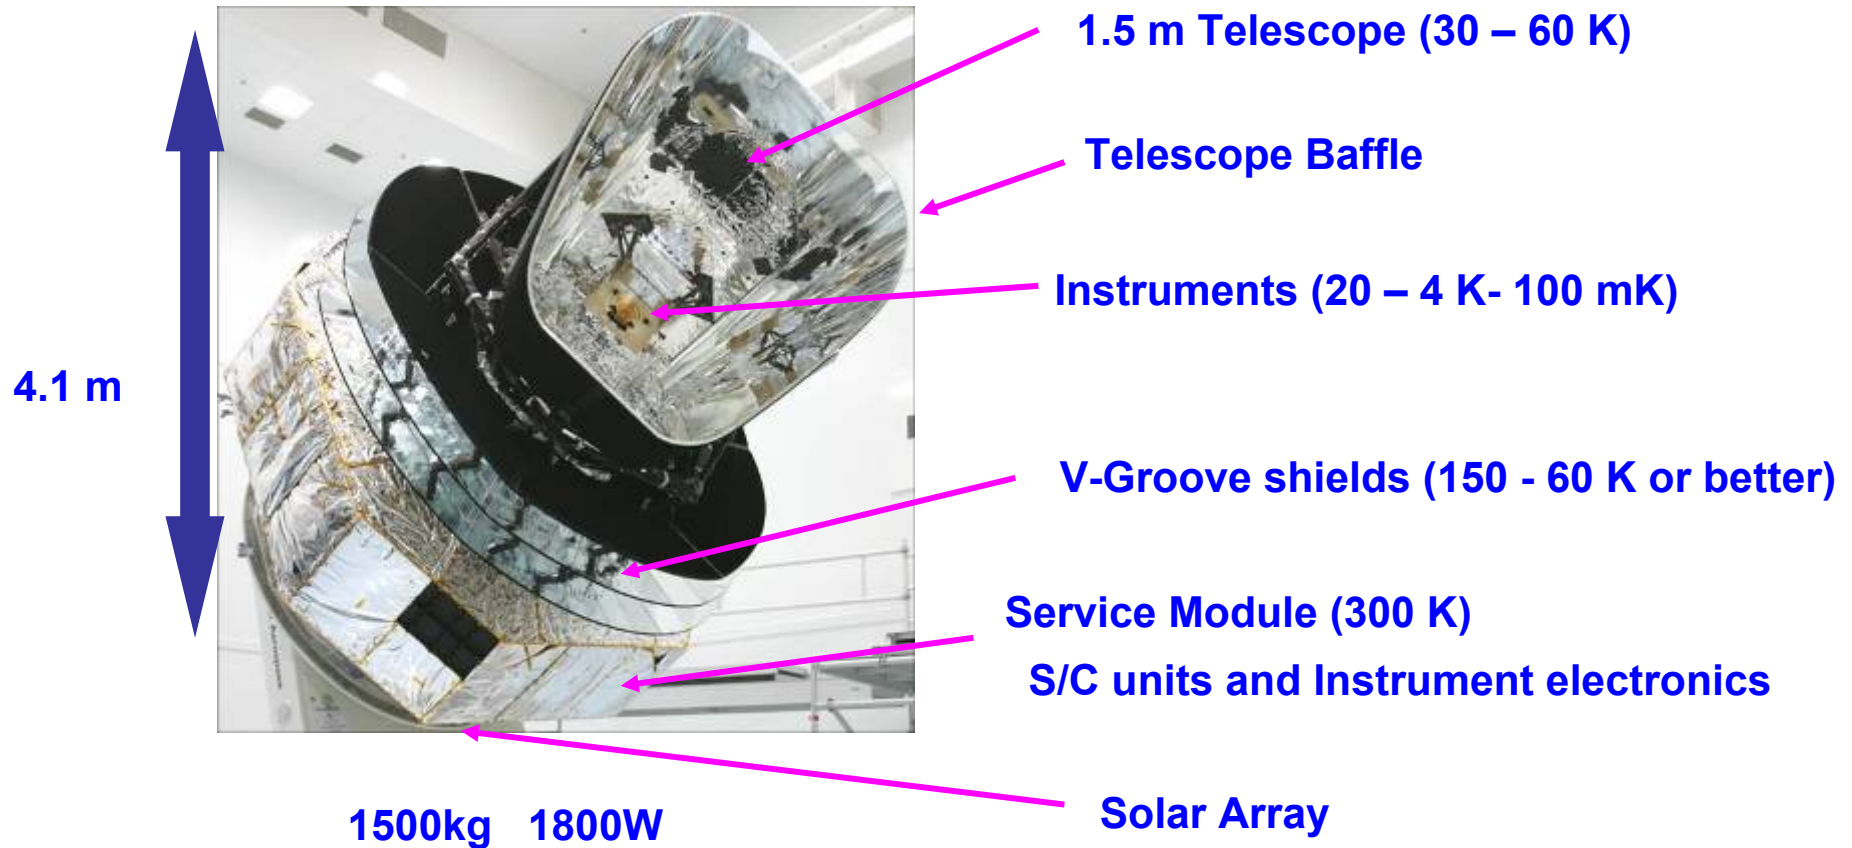 1.5 m Telescope (30 – 60 K)
Telescope Baffle
Instruments (20 – 4 K- 100 mK)
4.1 m
V-Groove shields (150 - 60 K or better)
Service Module (300 K)
S/C units and Instrument electronics
Solar Array
1500kg 1800W